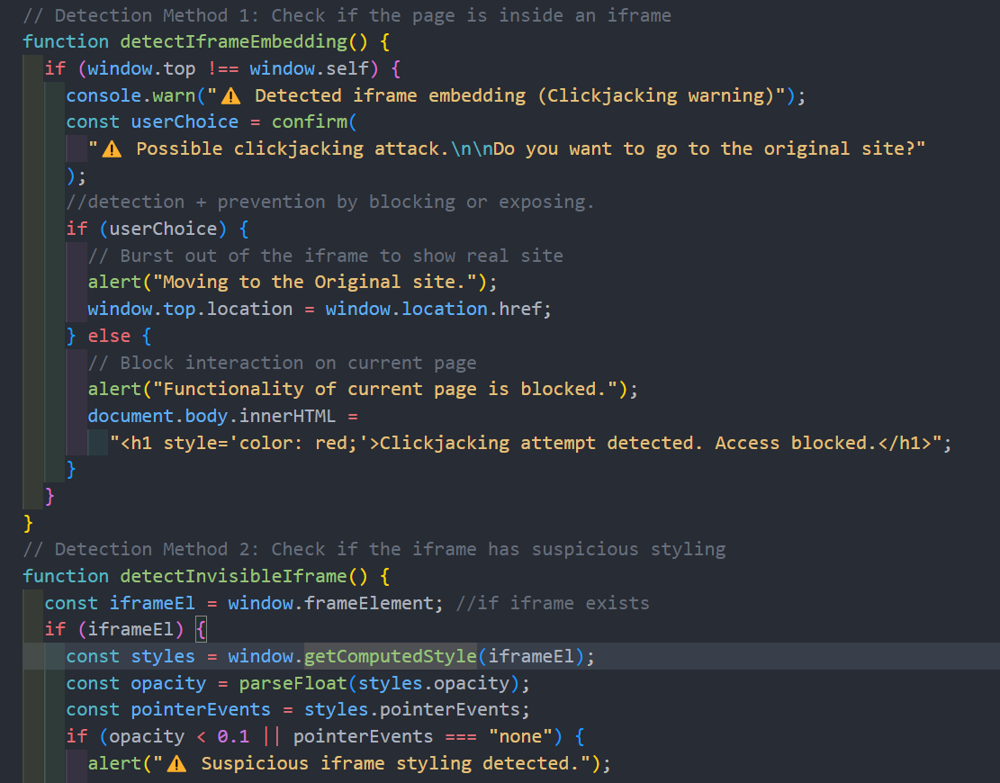 // Detection Method 1: Check if the page is inside an iframe
function detectIframeEmbedding() {
  if (window.top !== window.self) {
    console.warn("⚠️ Detected iframe embedding (Clickjacking warning)");
    const userChoice = confirm(
      "⚠️ Possible clickjacking attack.\n\nDo you want to go to the original site?"
    );
    //detection + prevention by blocking or exposing.
    if (userChoice) {
      // Burst out of the iframe to show real site
      alert("Moving to the Original site.");
      window.top.location = window.location.href;
    } else {
      // Block interaction on current page
      alert("Functionality of current page is blocked.");
      document.body.innerHTML =
        "<h1 style='color: red;'>Clickjacking attempt detected. Access blocked.</h1>";
    }
  }
}
// Detection Method 2: Check if the iframe has suspicious styling
function detectInvisibleIframe() {
  const iframeEl = window.frameElement; //if iframe exists
  if (iframeEl) {
    const styles = window.getComputedStyle(iframeEl);
    const opacity = parseFloat(styles.opacity);
    const pointerEvents = styles.pointerEvents;
    if (opacity < 0.1 || pointerEvents === "none") {
      alert("⚠️ Suspicious iframe styling detected.");